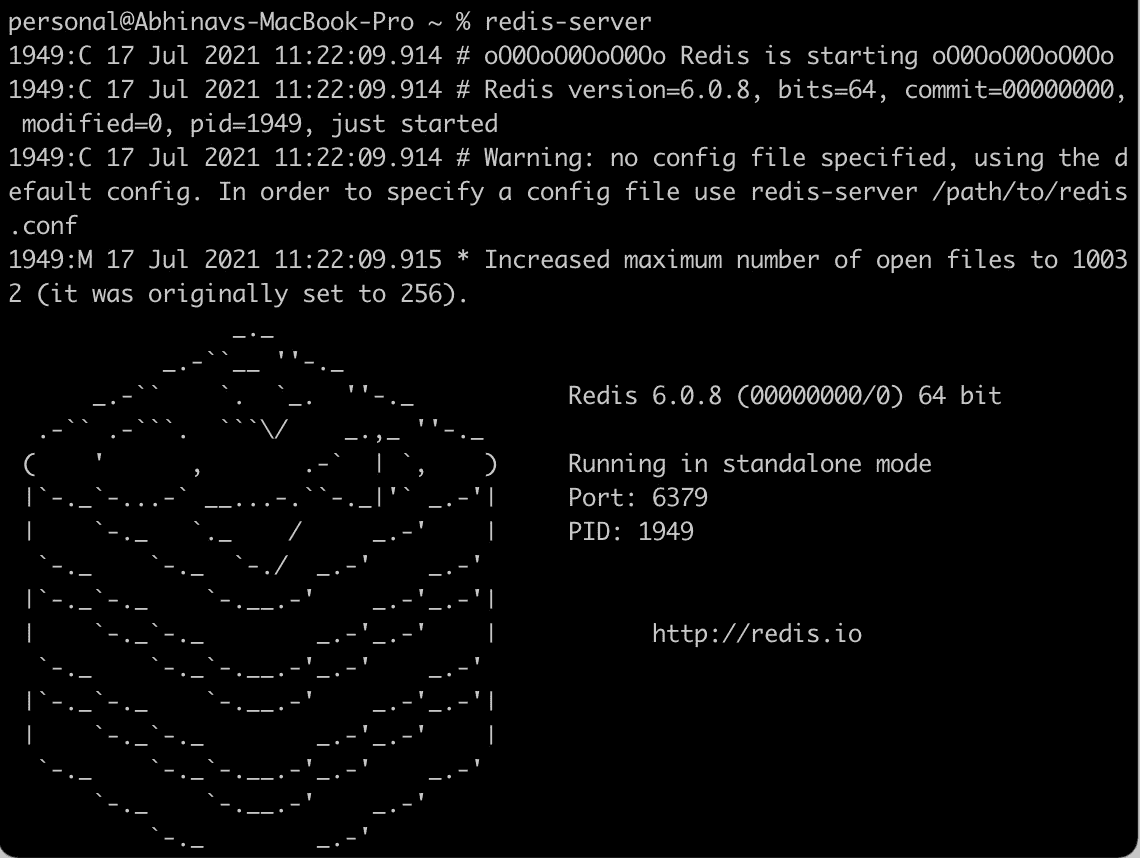 personal@Abhinavs-MacBook-Pro ~ % redis-server
1949:C 17 Jul 2021 11:22:09.914 # oO0OoO0OoO0Oo Redis is starting oO0OoO0OoO0Oo
1949:C 17 Jul 2021 11:22:09.914 # Redis version=6.0.8, bits=64, commit=00000000,
 modified=0, pid=1949, just started
1949:C 17 Jul 2021 11:22:09.914 # Warning: no config file specified, using the d
efault config. In order to specify a config file use redis-server /path/to/redis
.conf
1949:M 17 Jul 2021 11:22:09.915 * Increased maximum number of open files to 1003
2 (it was originally set to 256).
Redis 6.0.8 (00000000/0) 64 bit
Running in standalone mode
Port: 6379
PID: 1949
http://redis.io